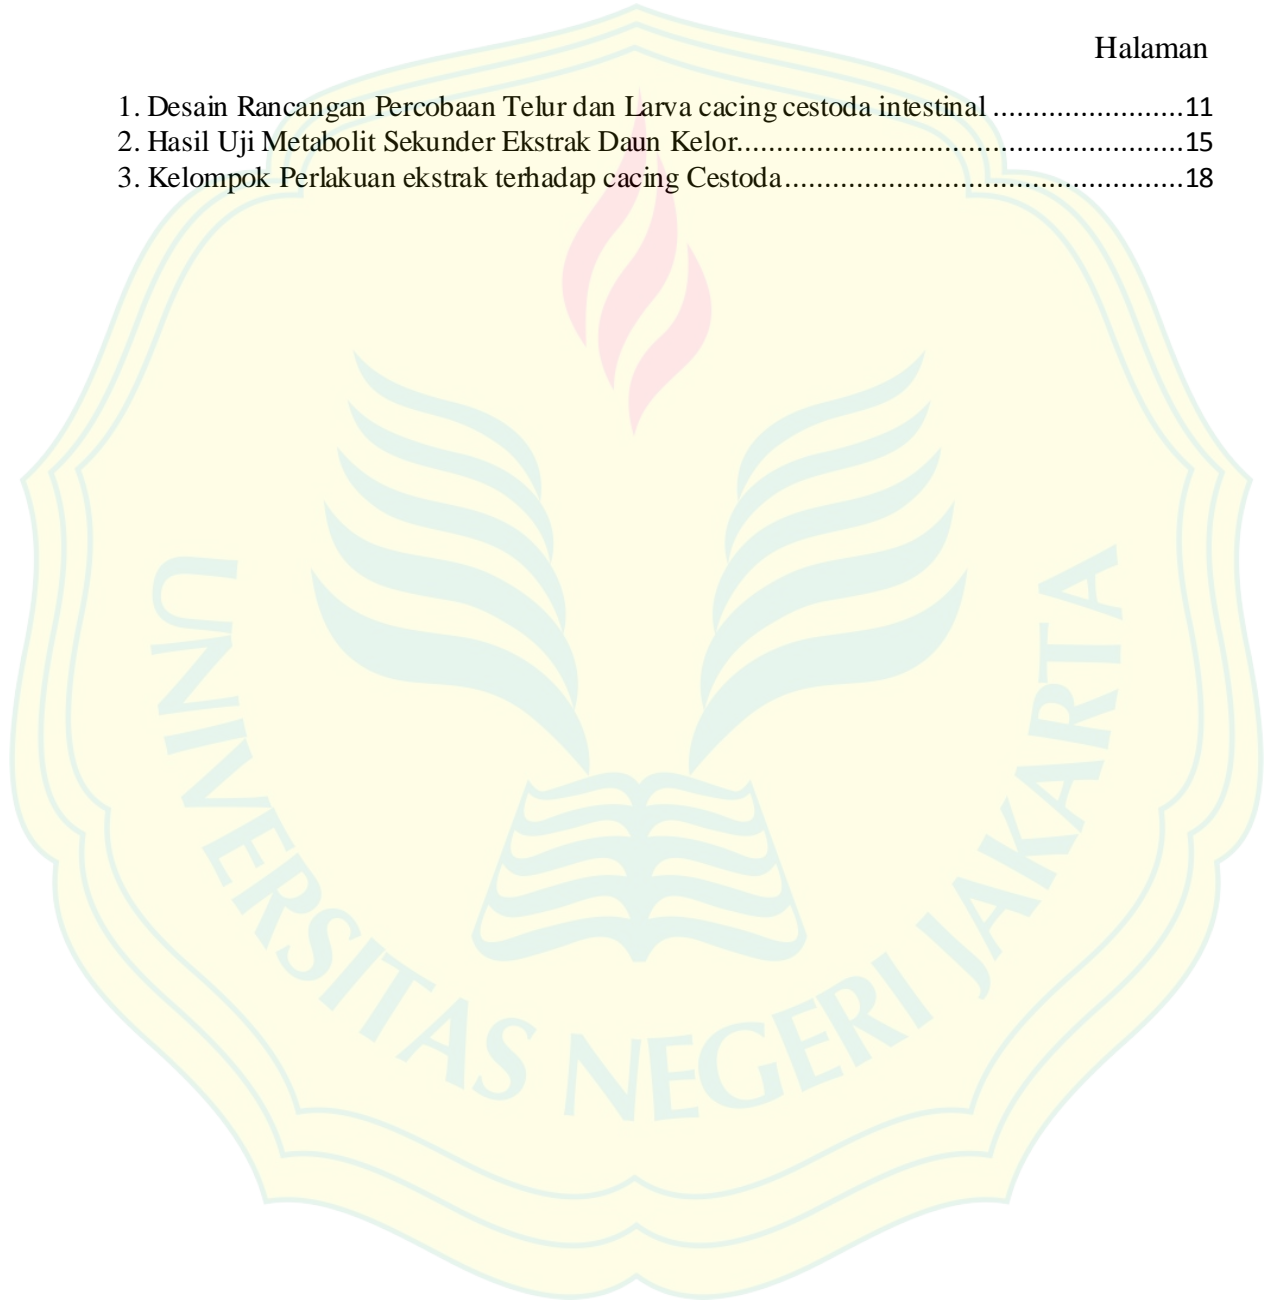 Halaman
1. Desain Rancangan Percobaan Telur dan Larva cacing cestoda intestinal ........................11
2. Hasil Uji Metabolit Sekunder Ekstrak Daun Kelor.........................................................15
3. Kelompok Perlakuan ekstrak terhadap cacing Cestoda...................................................18
UNIVERSITAS NEGERI JAKARTA